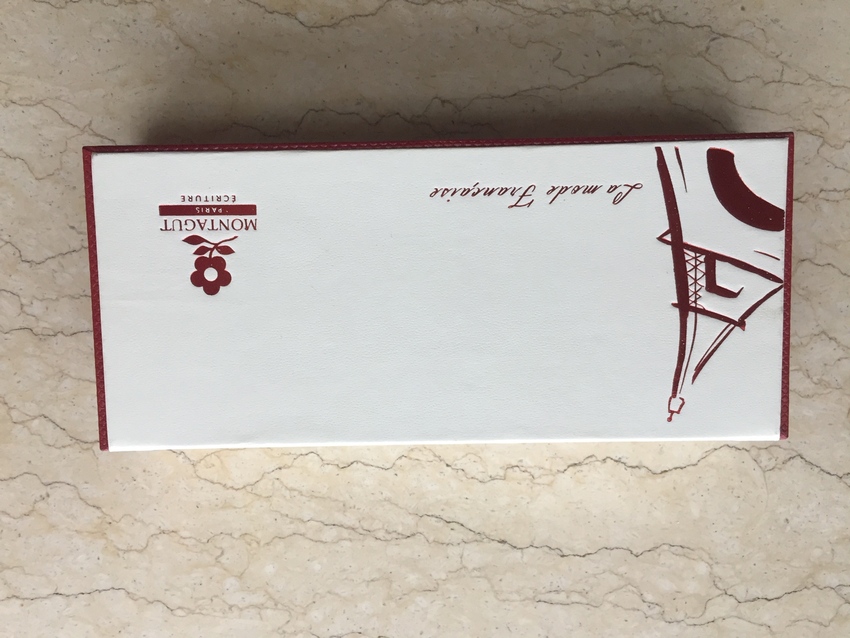 La mode Française
MONTAGUT
PARIS
ÉCRITURE